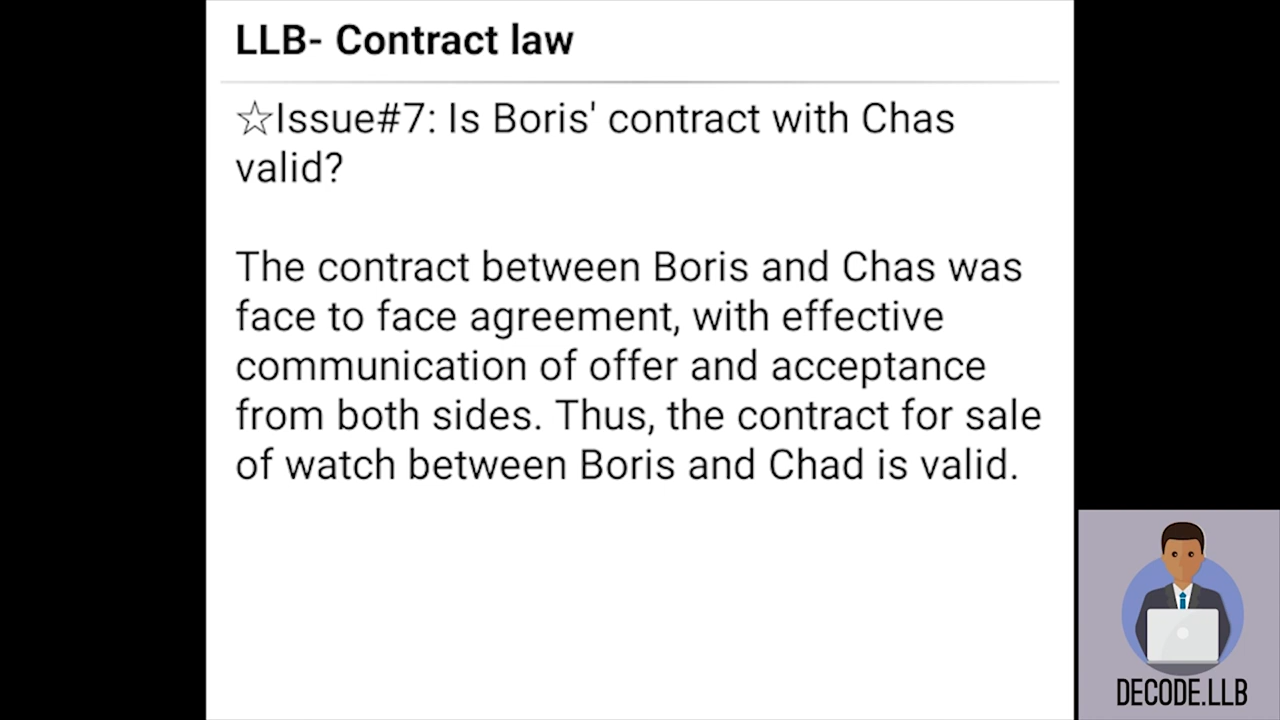 LLB- Contract law
☆Issue#7: Is Boris' contract with Chas
valid?
The contract between Boris and Chas was
face to face agreement, with effective
communication of offer and acceptance
from both sides. Thus, the contract for sale
of watch between Boris and Chad is valid.
DECODE.LLB